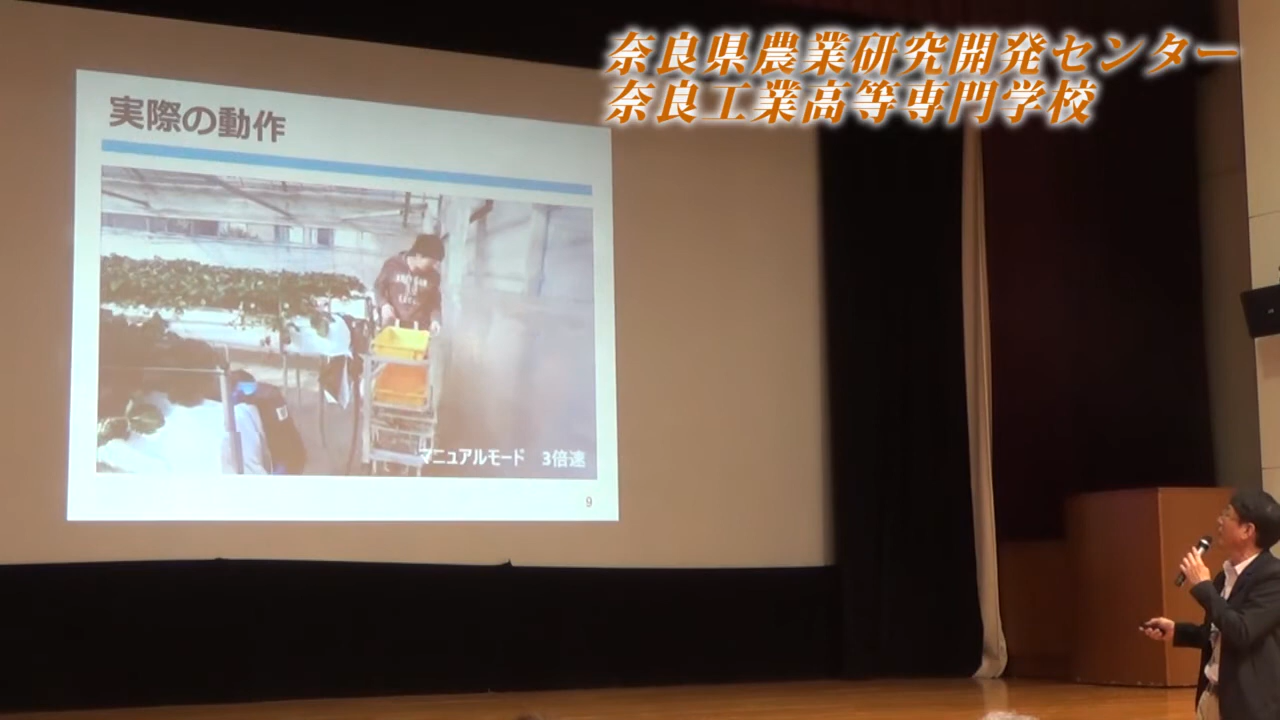 奈良県農業研究開発センター
奈良工業高等専門学校
実際の動作
マニュアルモード 3倍速
9